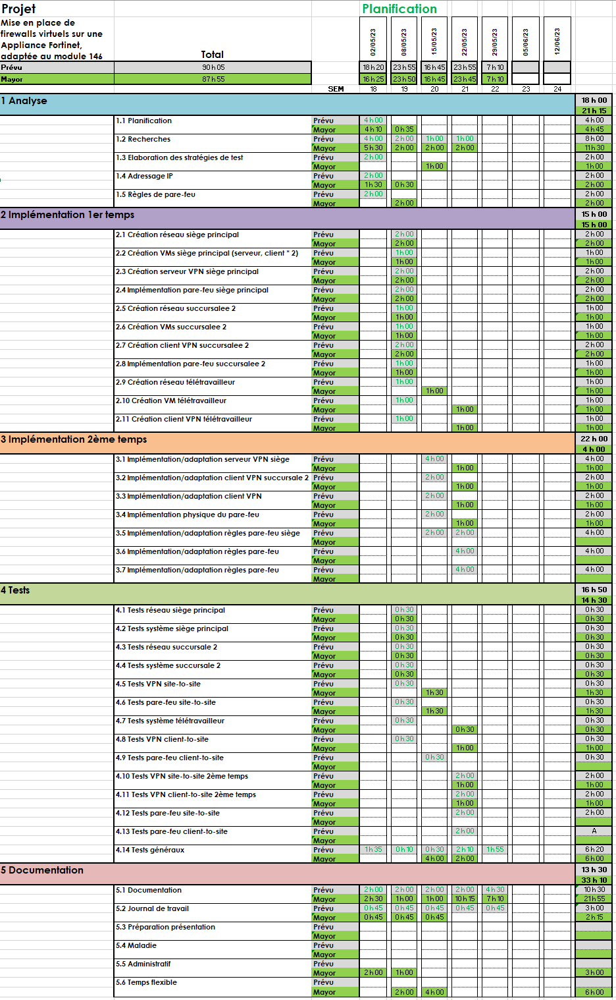 Projet Planification
Mise en place de
firewalls virtuels sur une
Appliance Fortinet,
adaptée au module 146
Total 02/05/23 08/05/23 15/05/23 22/05/23 29/05/23 05/06/23 12/06/23
Prévu 90 h 05 18 h 20 23 h 55 16 h 45 23 h 55 7 h 10
Mayor 87 h 55 16 h 25 23 h 50 16 h 45 23 h 45 7 h 10
SEM 18 19 20 21 22 23 24
1 Analyse 18 h 00
21 h 15
1.1 Planification Prévu 4 h 00 4 h 00
Mayor 4 h 10 0 h 35 4 h 45
1.2 Recherches Prévu 4 h 00 2 h 00 1 h 00 1 h 00 8 h 00
Mayor 5 h 30 2 h 00 2 h 00 2 h 00 11 h 30
1.3 Elaboration des stratégies de test Prévu 2 h 00 2 h 00
Mayor 1 h 00 1 h 00
1.4 Adressage IP Prévu 2 h 00 2 h 00
Mayor 1 h 30 0 h 30 2 h 00
1.5 Règles de pare-feu Prévu 2 h 00 2 h 00
Mayor 2 h 00 2 h 00
2 Implémentation 1er temps 15 h 00
15 h 00
2.1 Création réseau siège principal Prévu 2 h 00 2 h 00
Mayor 2 h 00 2 h 00
2.2 Création VMs siège principal (serveur, client * 2) Prévu 1 h 00 1 h 00
Mayor 1 h 00 1 h 00
2.3 Création serveur VPN siège principal Prévu 2 h 00 2 h 00
Mayor 2 h 00 2 h 00
2.4 Implémentation pare-feu siège principal Prévu 2 h 00 2 h 00
Mayor 2 h 00 2 h 00
2.5 Création réseau succursalee 2 Prévu 1 h 00 1 h 00
Mayor 1 h 00 1 h 00
2.6 Création VMs succursalee 2 Prévu 1 h 00 1 h 00
Mayor 1 h 00 1 h 00
2.7 Création client VPN succursalee 2 Prévu 2 h 00 2 h 00
Mayor 2 h 00 2 h 00
2.8 Implémentation pare-feu succursalee 2 Prévu 1 h 00 1 h 00
Mayor 1 h 00 1 h 00
2.9 Création réseau télétravailleur Prévu 1 h 00 1 h 00
Mayor 1 h 00 1 h 00
2.10 Création VM télétravailleur Prévu 1 h 00 1 h 00
Mayor 1 h 00 1 h 00
2.11 Création client VPN télétravailleur Prévu 1 h 00 1 h 00
Mayor 1 h 00 1 h 00
3 Implémentation 2ème temps 22 h 00
4 h 00
3.1 Implémentation/adaptation serveur VPN siège Prévu 4 h 00 4 h 00
Mayor 1 h 00 1 h 00
3.2 Implémentation/adaptation client VPN succursale 2 Prévu 2 h 00 2 h 00
Mayor 1 h 00 1 h 00
3.3 Implémentation/adaptation client VPN Prévu 2 h 00 2 h 00
Mayor 1 h 00 1 h 00
3.4 Implémentation physique du pare-feu Prévu 2 h 00 2 h 00
Mayor 1 h 00 1 h 00
3.5 Implémentation/adaptation règles pare-feu siège Prévu 2 h 00 2 h 00 4 h 00
Mayor
3.6 Implémentation/adaptation règles pare-feu Prévu 4 h 00 4 h 00
Mayor
3.7 Implémentation/adaptation règles pare-feu Prévu 4 h 00 4 h 00
Mayor
4 Tests 16 h 50
14 h 30
4.1 Tests réseau siège principal Prévu 0 h 30 0 h 30
Mayor 0 h 30 0 h 30
4.2 Tests système siège principal Prévu 0 h 30 0 h 30
Mayor 0 h 30 0 h 30
4.3 Tests réseau succursale 2 Prévu 0 h 30 0 h 30
Mayor 0 h 30 0 h 30
4.4 Tests système succursale 2 Prévu 0 h 30 0 h 30
Mayor 0 h 30 0 h 30
4.5 Tests VPN site-to-site Prévu 0 h 30 0 h 30
Mayor 1 h 30 1 h 30
4.6 Tests pare-feu site-to-site Prévu 0 h 30 0 h 30
Mayor 1 h 30 1 h 30
4.7 Tests système télétravailleur Prévu 0 h 30 0 h 30
Mayor 0 h 30 0 h 30
4.8 Tests VPN client-to-site Prévu 0 h 30 0 h 30
Mayor 1 h 00 1 h 00
4.9 Tests pare-feu client-to-site Prévu 0 h 30 0 h 30
Mayor
4.10 Tests VPN site-to-site 2ème temps Prévu 2 h 00 2 h 00
Mayor 1 h 00 1 h 00
4.11 Tests VPN client-to-site 2ème temps Prévu 2 h 00 2 h 00
Mayor 1 h 00 1 h 00
4.12 Tests pare-feu site-to-site Prévu 2 h 00 2 h 00
Mayor
4.13 Tests pare-feu client-to-site Prévu 2 h 00 A
Mayor
4.14 Tests généraux Prévu 1 h 35 0 h 10 0 h 30 2 h 10 1 h 55 6 h 20
Mayor 4 h 00 2 h 00 6 h 00
5 Documentation 13 h 30
33 h 10
5.1 Documentation Prévu 2 h 00 2 h 00 2 h 00 2 h 00 4 h 30 10 h 30
Mayor 2 h 30 1 h 00 1 h 00 10 h 15 7 h 10 21 h 55
5.2 Journal de travail Prévu 0 h 45 0 h 45 0 h 45 0 h 45 0 h 45 3 h 00
Mayor 0 h 45 0 h 45 0 h 45 2 h 15
5.3 Préparation présentation Prévu
Mayor
5.4 Maladie Prévu
Mayor
5.5 Administratif Prévu
Mayor 2 h 00 1 h 00 3 h 00
5.6 Temps flexible Prévu
Mayor 2 h 00 4 h 00 6 h 00